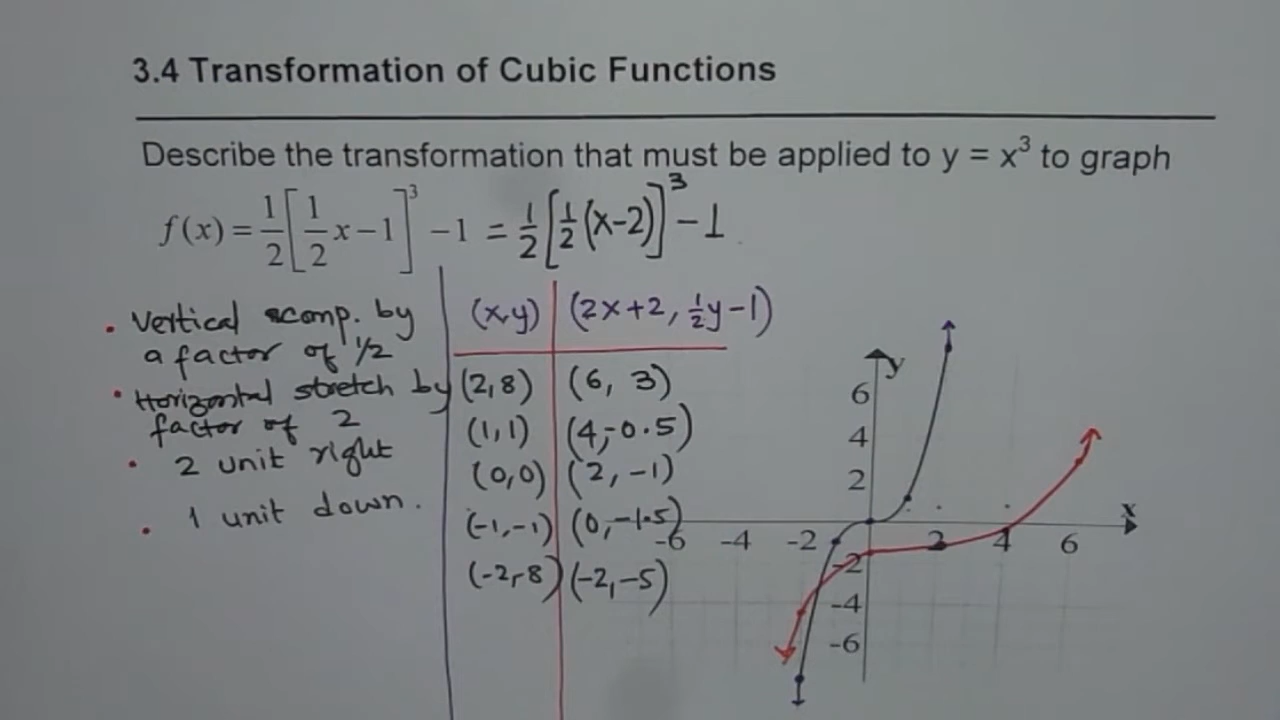 3.4 Transformation of Cubic Functions
Describe the transformation that must be applied to y = x³ to graph
f(x) = 1/2 [1/2 x − 1]³ − 1 = 1/2 [1/2 (x−2)]³ − 1
• Vertical comp. by
a factor of 1/2
• Horizontal stretch by
factor of 2
• 2 unit right
• 1 unit down.
(x,y) (2x+2, 1/2y−1)
(2,8) (6, 3)
(1,1) (4,-0.5)
(0,0) (2, -1)
(-1,-1) (0,-1.5)
(-2,-8) (-2,-5)
y
6
4
2
x
-6 -4 -2 2 4 6
-2
-4
-6